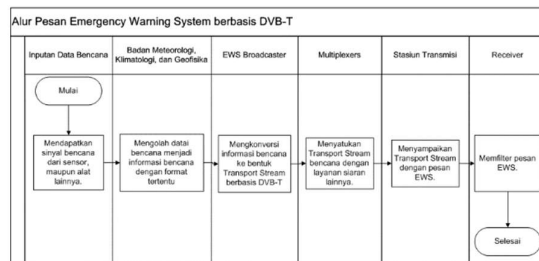 Alur Pesan Emergency Warning System berbasis DVB-T
Inputan Data Bencana
Badan Meteorologi,
Klimatologi, dan Geofisika
EWS Broadcaster
Multiplexers
Stasiun Transmisi
Receiver
Mulai
Mendapatkan
sinyal bencana
dari sensor,
maupun alat
lainnya.
Mengolah datai
bencana menjadi
informasi bencana
dengan format
tertentu
Mengkonversi
informasi bencana
ke bentuk
Transport Stream
berbasis DVB-T
Menyatukan
Transport Stream
bencana dengan
layanan siaran
lainnya.
Menyampaikan
Transport Stream
dengan pesan
EWS.
Memfilter pesan
EWS.
Selesai